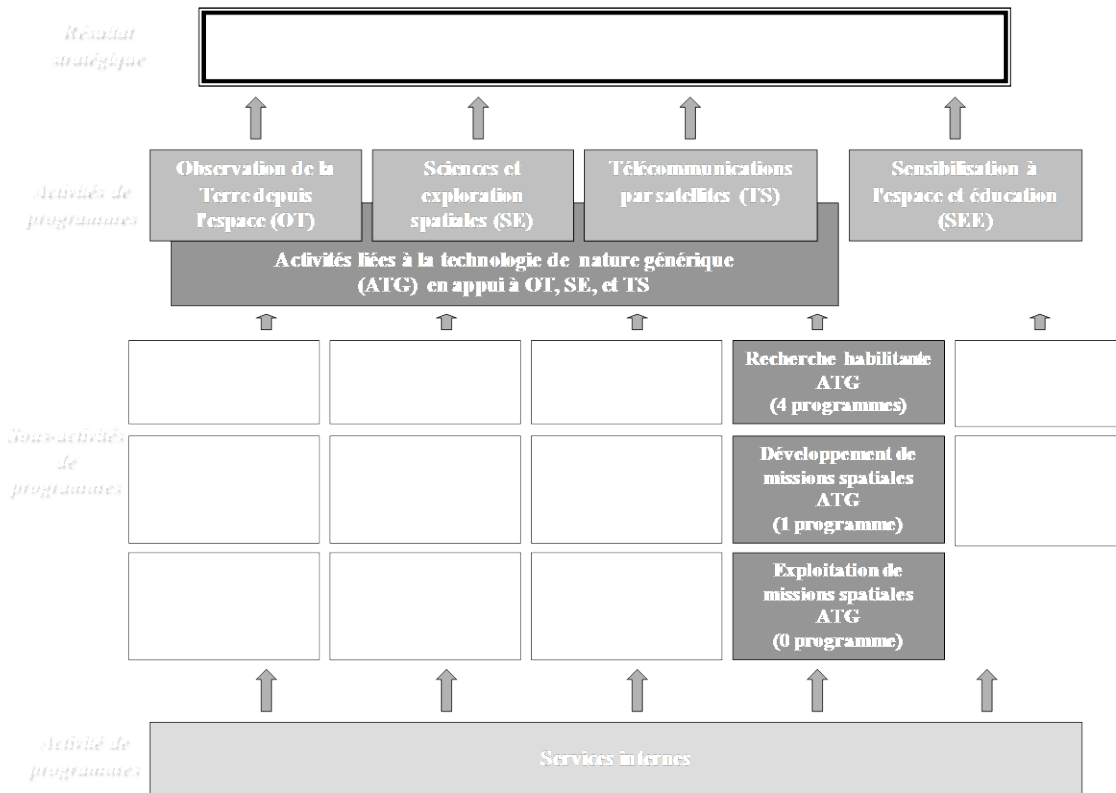 Résultat
stratégique
Observation de la
Terre depuis
l'espace (OT)
Sciences et
exploration
spatiales (SE)
Télécommunications
par satellites (TS)
Sensibilisation à
l'espace et éducation
(SEE)
Activités de
programmes
Activités liées à la technologie de nature générique
(ATG) en appui à OT, SE, et TS
Sous-activités
de
programmes
Recherche habilitante
ATG
(4 programmes)
Développement de
missions spatiales
ATG
(1 programme)
Exploitation de
missions spatiales
ATG
(0 programme)
Activité de
programmes
Services internes